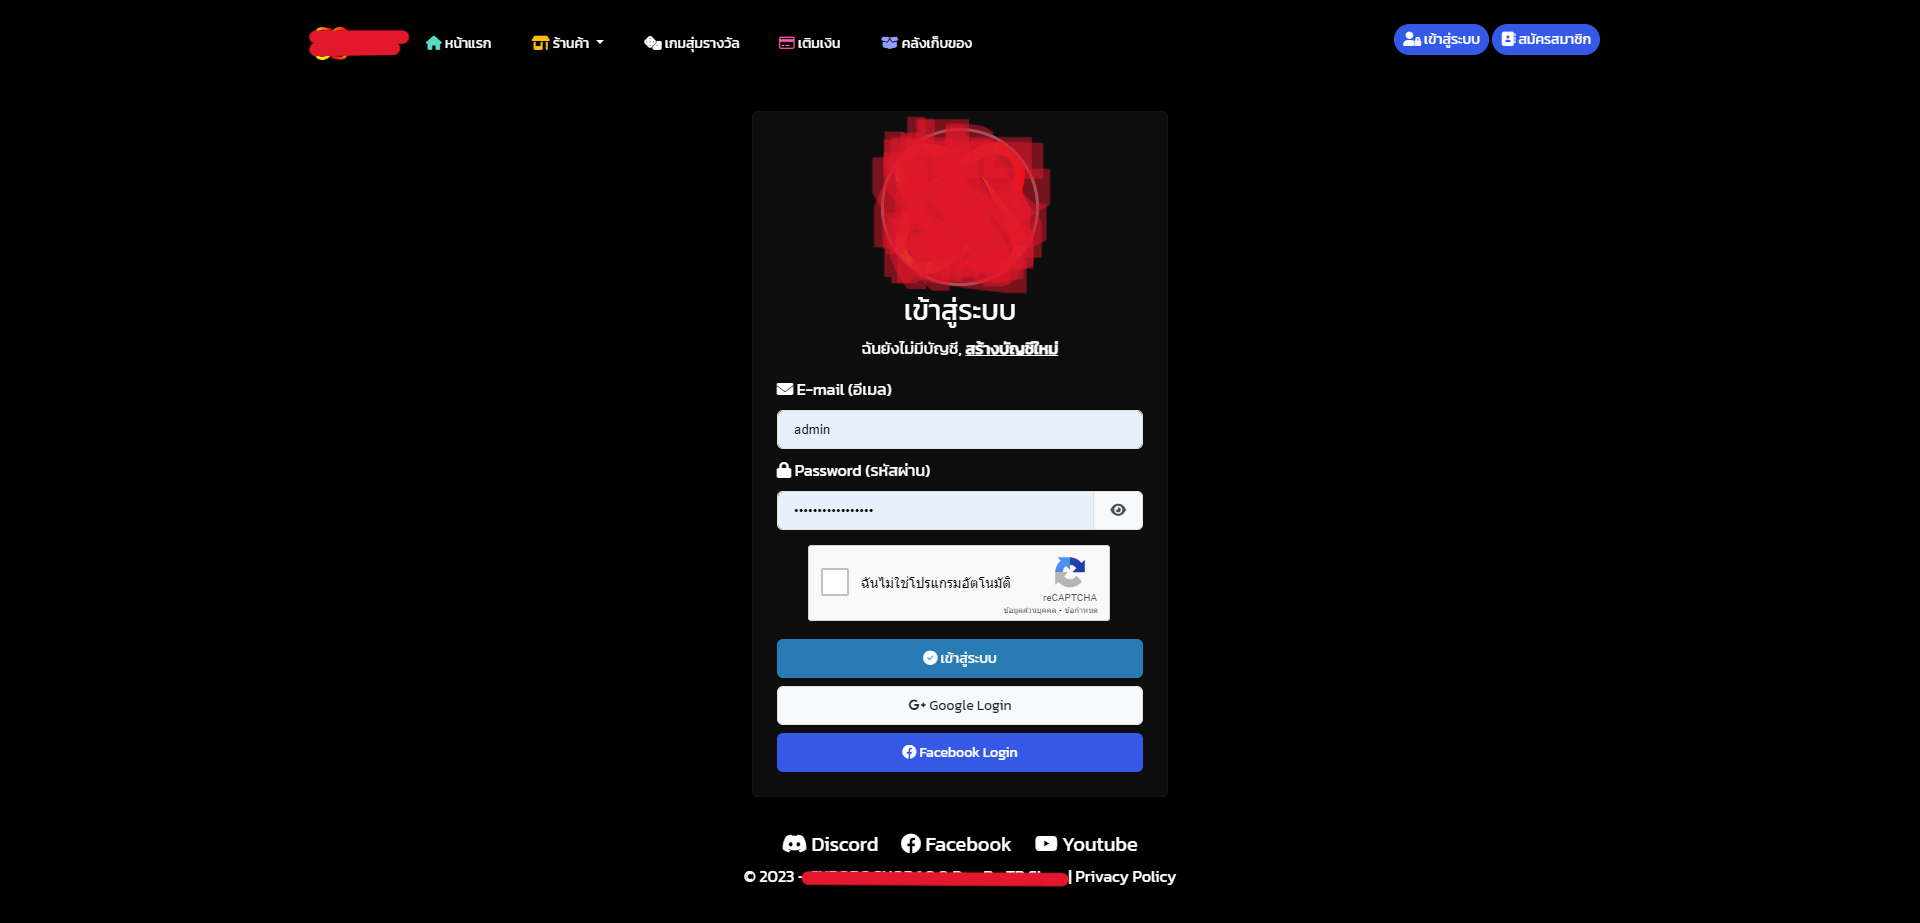 หน้าแรก ร้านค้า เกมสุ่มรางวัล เติมเงิน คลังเก็บของ เข้าสู่ระบบ สมัครสมาชิก
เข้าสู่ระบบ
ฉันยังไม่มีบัญชี, สร้างบัญชีใหม่
E-mail (อีเมล)
admin
Password (รหัสผ่าน)
••••••••••••••••
ฉันไม่ใช่โปรแกรมอัตโนมัติ
reCAPTCHA
ข้อมูลส่วนบุคคล - ข้อกำหนด
เข้าสู่ระบบ
G+ Google Login
Facebook Login
Discord Facebook Youtube
© 2023 - | Privacy Policy